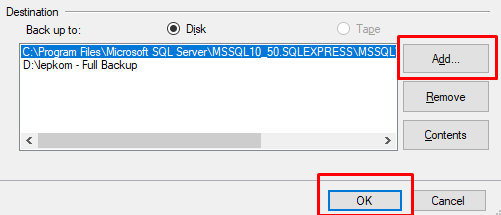 Destination
Back up to: Disk Tape
C:\Program Files\Microsoft SQL Server\MSSQL10_50.SQLEXPRESS\MSSQL\
D:\lepkom - Full Backup
Add...
Remove
Contents
OK Cancel